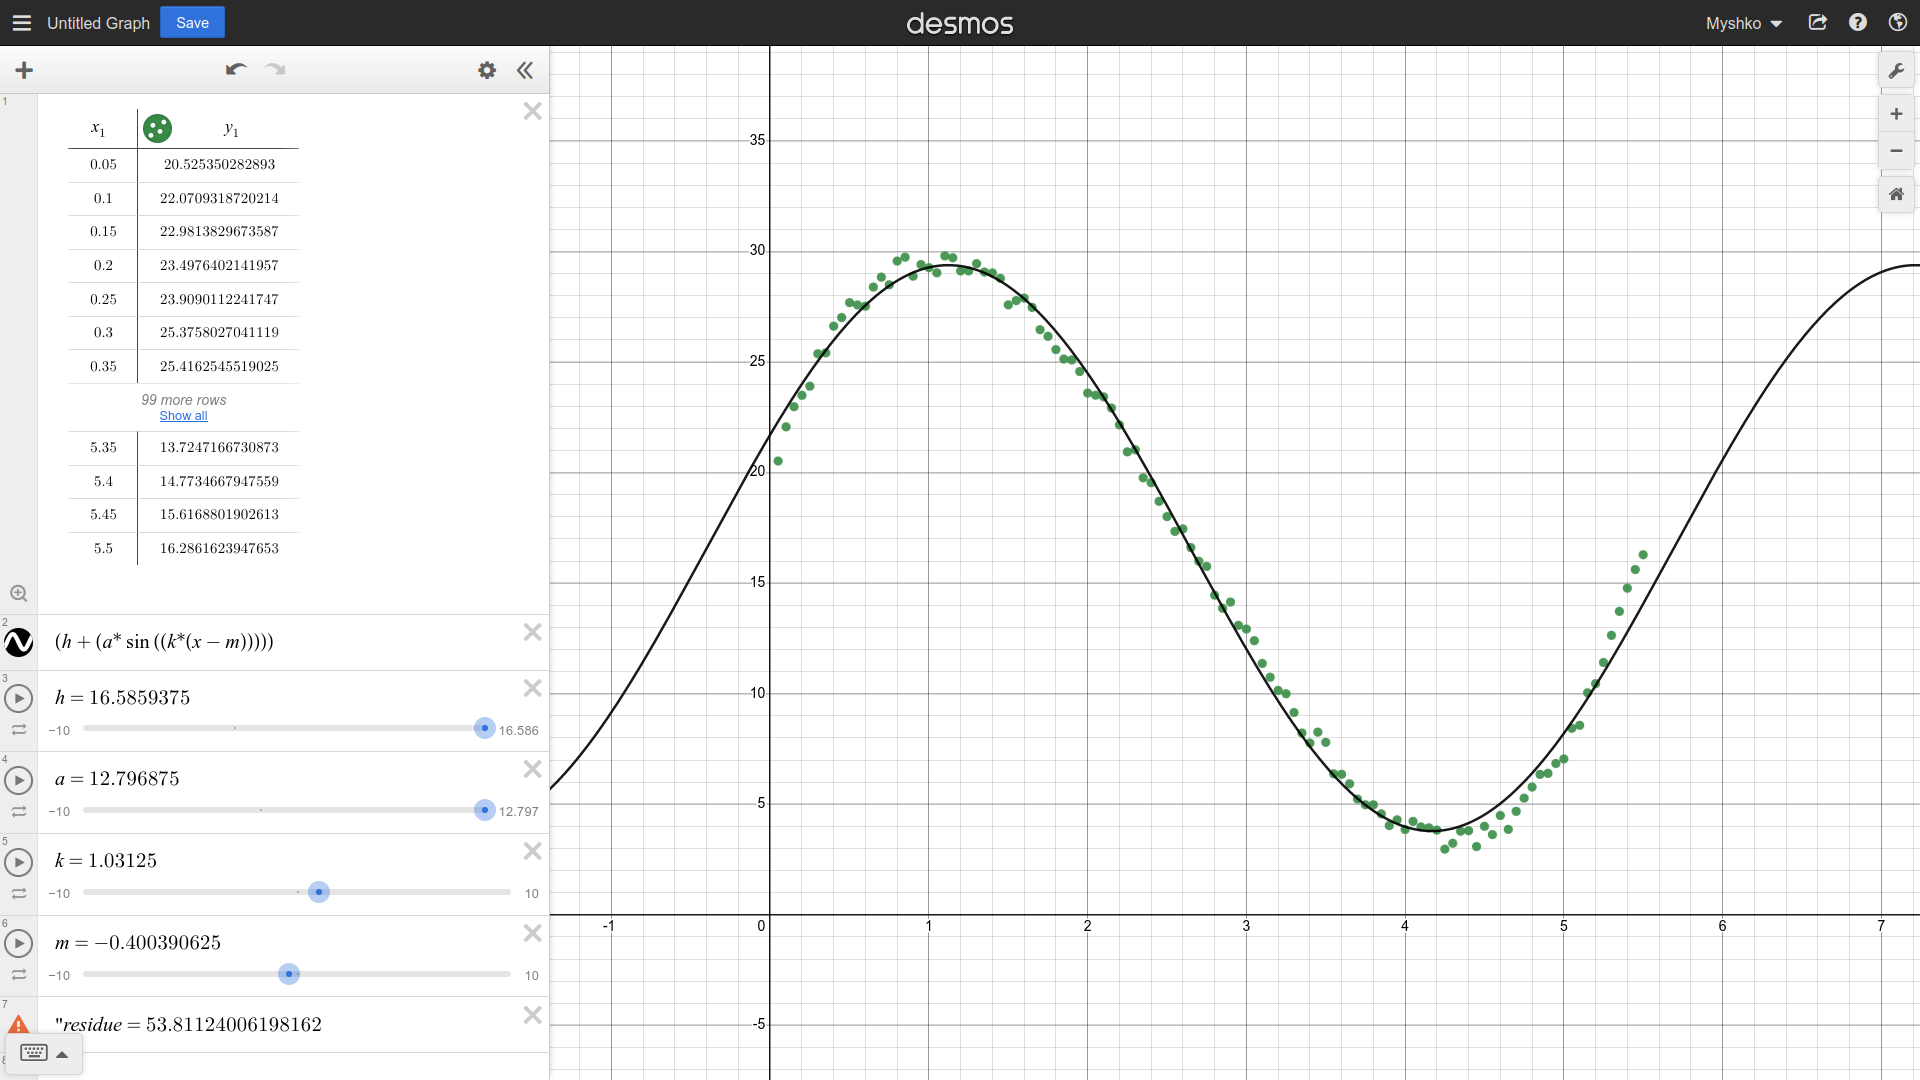 Untitled Graph Save desmos Myshko
1
x1 y1
0.05 20.525350282893
0.1 22.0709318720214
0.15 22.9813829673587
0.2 23.4976402141957
0.25 23.9090112241747
0.3 25.3758027041119
0.35 25.4162545519025
99 more rows
Show all
5.35 13.7247166730873
5.4 14.7734667947559
5.45 15.6168801902613
5.5 16.2861623947653
2
(h + (a* sin ((k*(x − m)))))
3
h = 16.5859375
−10 16.586
4
a = 12.796875
−10 12.797
5
k = 1.03125
−10 10
6
m = −0.400390625
−10 10
7
"residue = 53.81124006198162
8
35
30
25
20
15
10
5
-1 0 1 2 3 4 5 6 7
-5